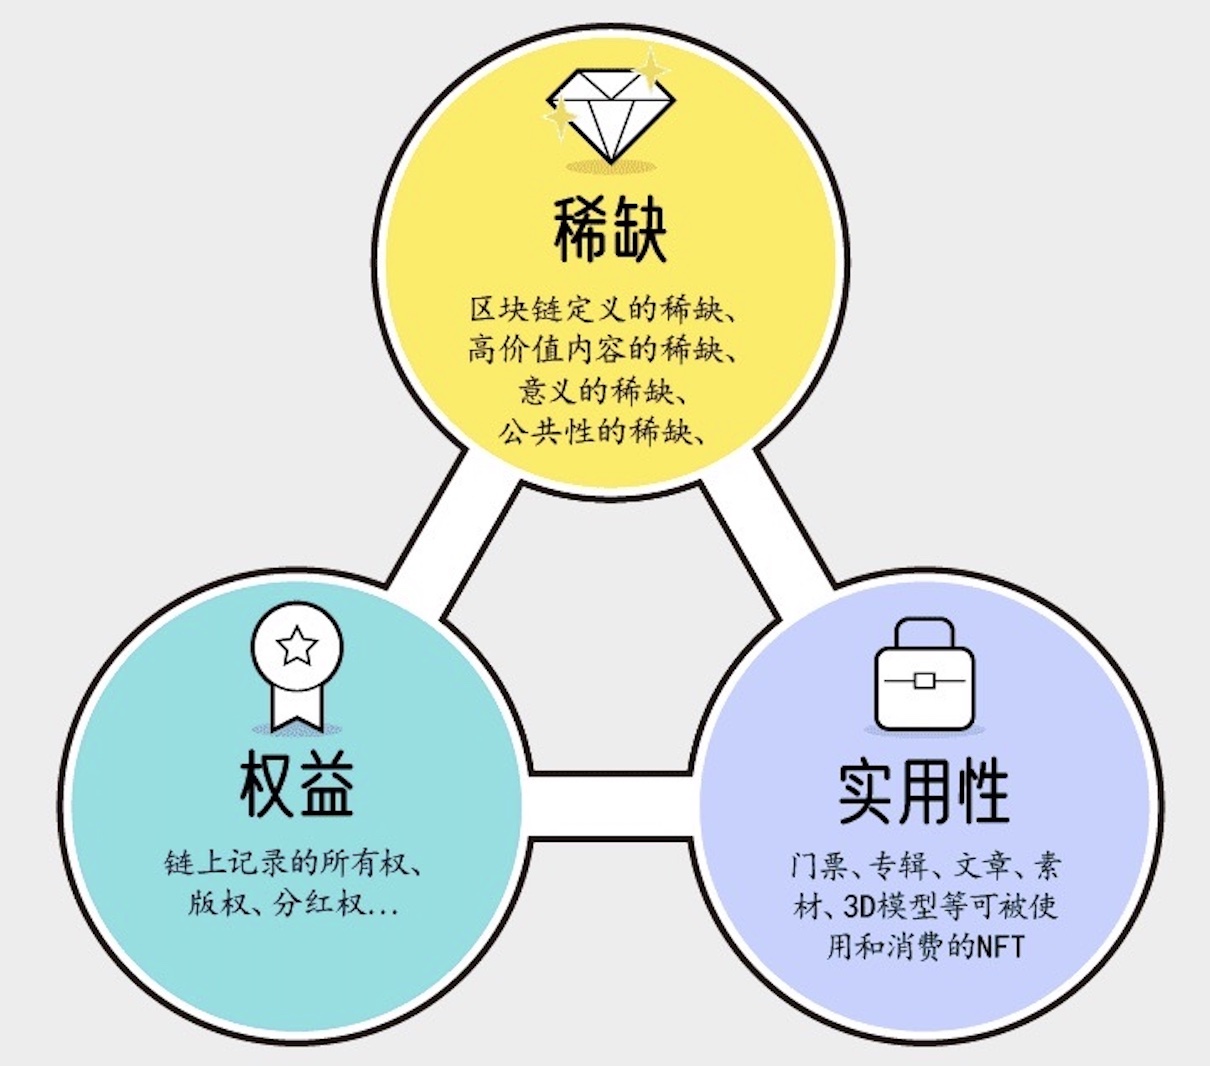 稀缺
区块链定义的稀缺、
高价值内容的稀缺、
意义的稀缺、
公共性的稀缺、
权益
链上记录的所有权、
版权、分红权...
实用性
门票、专辑、文章、素
材、3D模型等可被使
用和消费的NFT